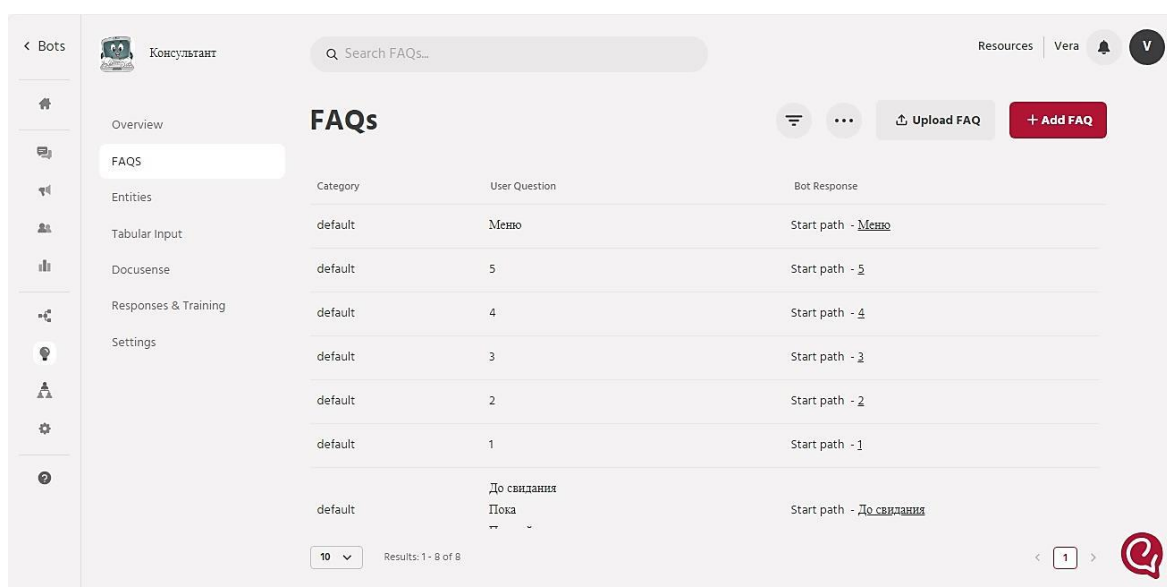 Bots
Консультант
Search FAQs...
Resources
Vera
V
Overview
FAQS
Entities
Tabular Input
Docusense
Responses & Training
Settings
FAQs
Upload FAQ
+ Add FAQ
Category User Question Bot Response
default Меню Start path - Меню
default 5 Start path - 5
default 4 Start path - 4
default 3 Start path - 3
default 2 Start path - 2
default 1 Start path - 1
До свидания
default Пока Start path - До свидания
10 Results: 1 - 8 of 8 < 1 >